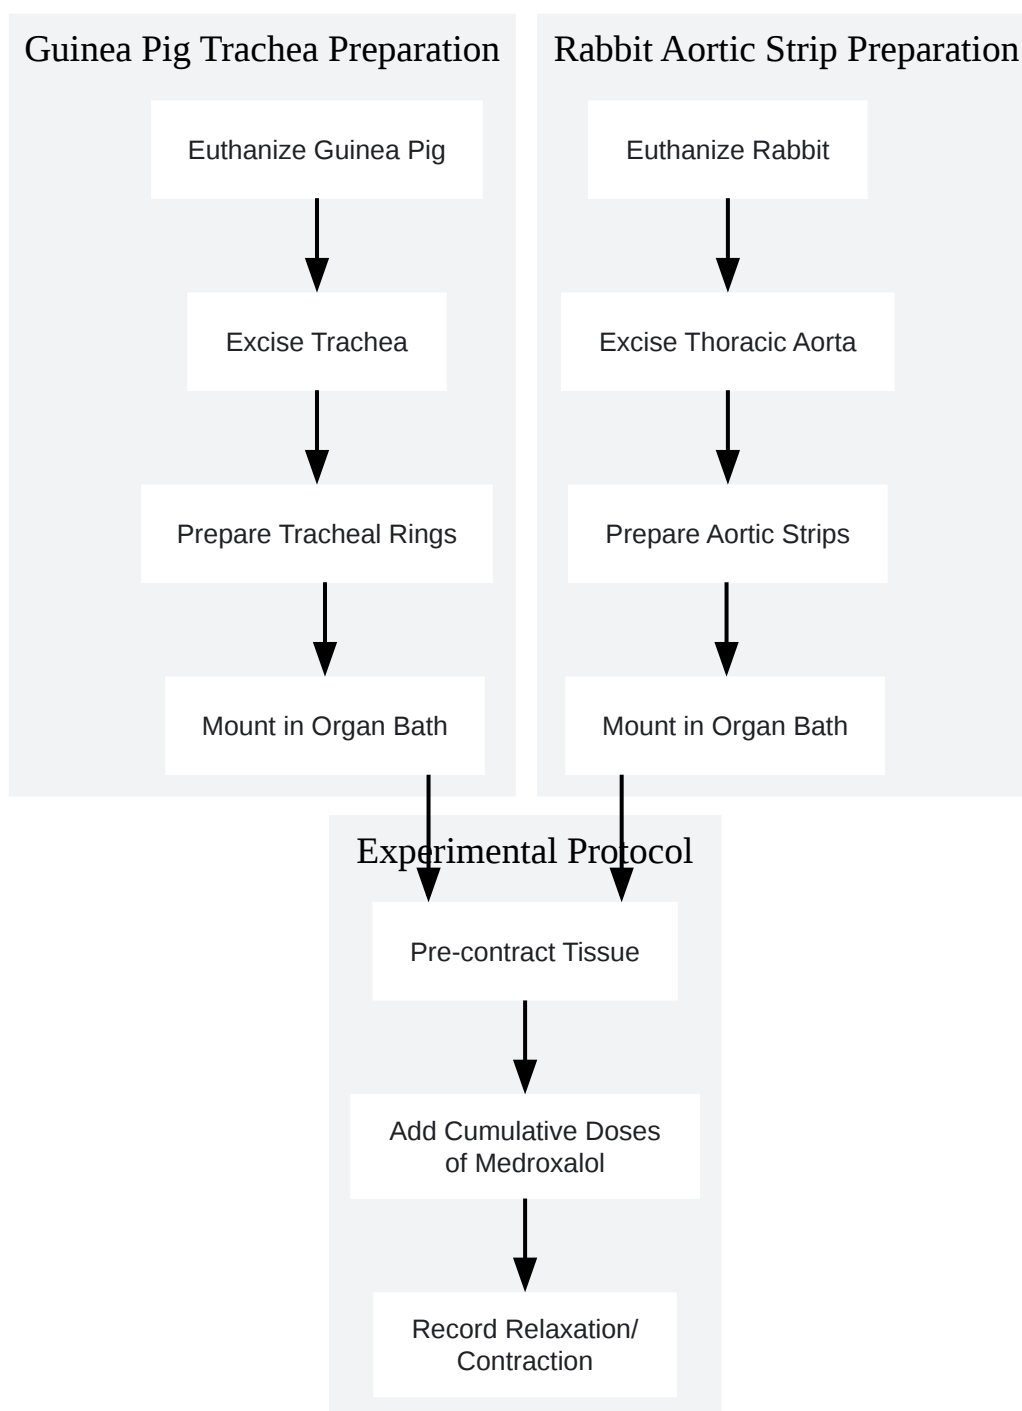 Guinea Pig Trachea Preparation
Euthanize Guinea Pig
Excise Trachea
Prepare Tracheal Rings
Mount in Organ Bath
Rabbit Aortic Strip Preparation
Euthanize Rabbit
Excise Thoracic Aorta
Prepare Aortic Strips
Mount in Organ Bath
Experimental Protocol
Pre-contract Tissue
Add Cumulative Doses
of Medroxalol
Record Relaxation/
Contraction